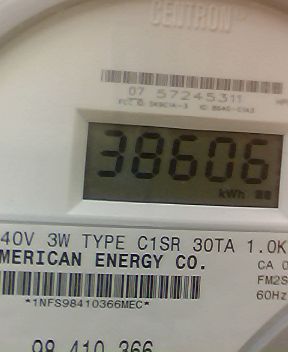 CENTRON
07 57245311
38606
kWh
40V 3W TYPE C1SR 30TA 1.0K
MERICAN ENERGY CO.
CA 0
FM2S
60Hz
*1NFS98410366MEC*
98 410 366